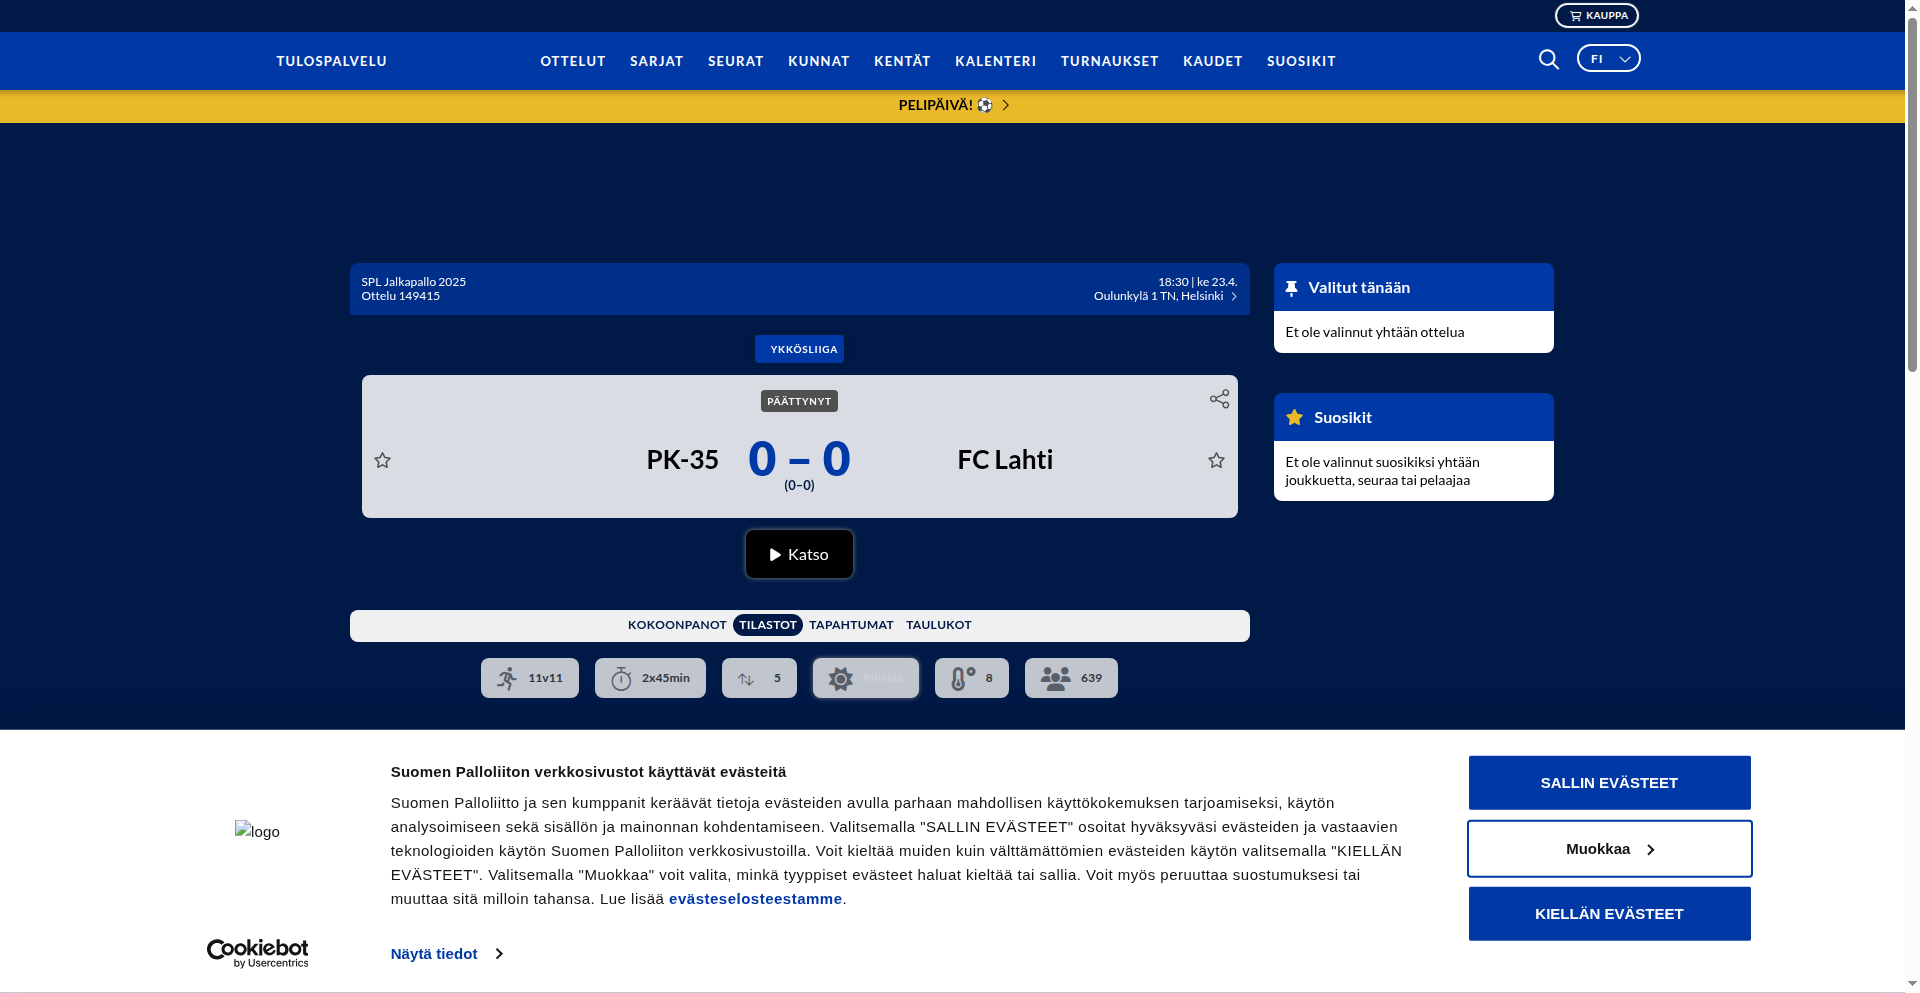 KAUPPA
TULOSPALVELU OTTELUT SARJAT SEURAT KUNNAT KENTÄT KALENTERI TURNAUKSET KAUDET SUOSIKIT FI
PELIPÄIVÄ! ⚽
SPL Jalkapallo 2025
Ottelu 149415
18:30 | ke 23.4.
Oulunkylä 1 TN, Helsinki
YKKÖSLIIGA
PÄÄTTYNYT
PK-35 0 – 0 FC Lahti
(0–0)
Katso
Valitut tänään
Et ole valinnut yhtään ottelua
Suosikit
Et ole valinnut suosikiksi yhtään
joukkuetta, seuraa tai pelaajaa
KOKOONPANOT TILASTOT TAPAHTUMAT TAULUKOT
11v11 2x45min 5 Pilvistä 8 639
logo
Cookiebot
by Usercentrics
Suomen Palloliiton verkkosivustot käyttävät evästeitä
Suomen Palloliitto ja sen kumppanit keräävät tietoja evästeiden avulla parhaan mahdollisen käyttökokemuksen tarjoamiseksi, käytön
analysoimiseen sekä sisällön ja mainonnan kohdentamiseen. Valitsemalla "SALLIN EVÄSTEET" osoitat hyväksyväsi evästeiden ja vastaavien
teknologioiden käytön Suomen Palloliiton verkkosivustoilla. Voit kieltää muiden kuin välttämättömien evästeiden käytön valitsemalla "KIELLÄN
EVÄSTEET". Valitsemalla "Muokkaa" voit valita, minkä tyyppiset evästeet haluat kieltää tai sallia. Voit myös peruuttaa suostumuksesi tai
muuttaa sitä milloin tahansa. Lue lisää evästeselosteestamme.
Näytä tiedot
SALLIN EVÄSTEET
Muokkaa
KIELLÄN EVÄSTEET